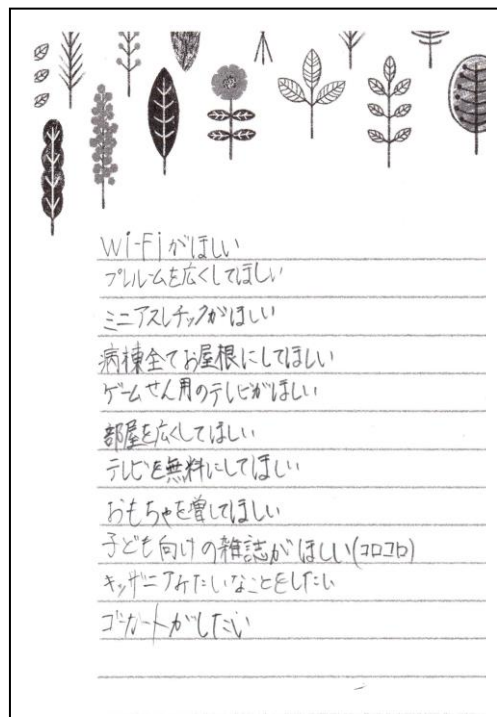 Wi-Fiがほしい
プレルームを広くしてほしい
ミニアスレチックがほしい
病棟全てお屋根にしてほしい
ゲームせん用のテレビがほしい
部屋を広くしてほしい
テレビを無料にしてほしい
おもちゃを増してほしい
子ども向けの雑誌がほしい(コロコロ)
キッザニアみたいなことをしたい
ゴーカートがしたい